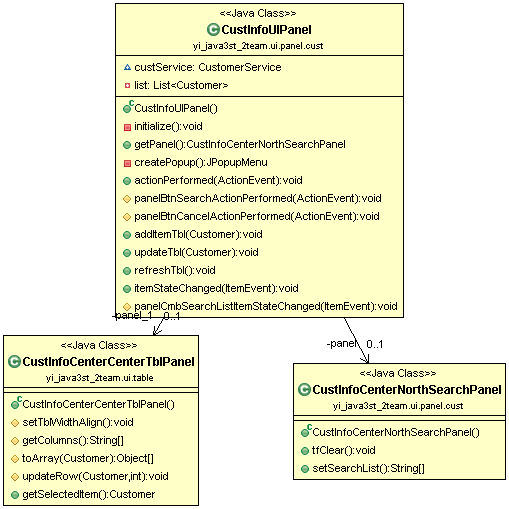 <<Java Class>>
CustInfoUIPanel
yi_java3st_2team.ui.panel.cust
custService: CustomerService
list: List<Customer>
CustInfoUIPanel()
initialize():void
getPanel():CustInfoCenterNorthSearchPanel
createPopup():JPopupMenu
actionPerformed(ActionEvent):void
panelBtnSearchActionPerformed(ActionEvent):void
panelBtnCancelActionPerformed(ActionEvent):void
addItemTbl(Customer):void
updateTbl(Customer):void
refreshTbl():void
itemStateChanged(ItemEvent):void
panelCmbSearchListItemStateChanged(ItemEvent):void
-panel_1 0..1
-panel 0..1
<<Java Class>>
CustInfoCenterCenterTblPanel
yi_java3st_2team.ui.table
CustInfoCenterCenterTblPanel()
setTblWidthAlign():void
getColumns():String[]
toArray(Customer):Object[]
updateRow(Customer,int):void
getSelectedItem():Customer
<<Java Class>>
CustInfoCenterNorthSearchPanel
yi_java3st_2team.ui.panel.cust
CustInfoCenterNorthSearchPanel()
tfClear():void
setSearchList():String[]